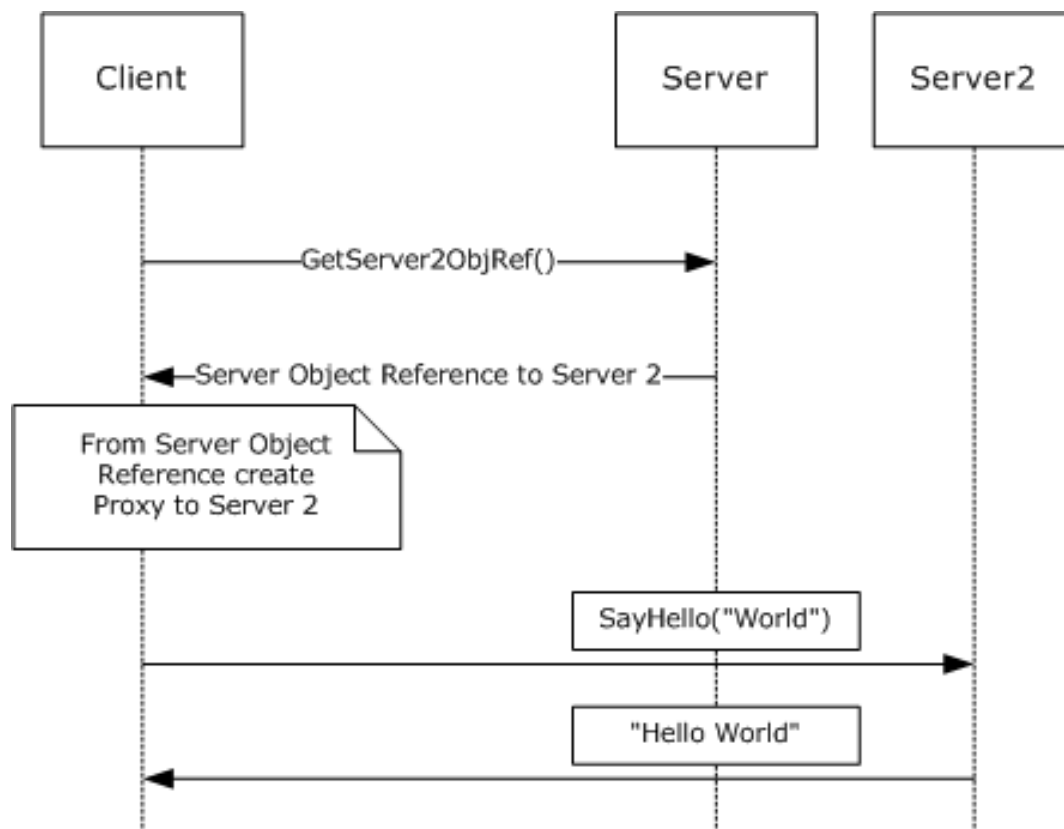 Client
Server
Server2
GetServer2ObjRef()
Server Object Reference to Server 2
From Server Object
Reference create
Proxy to Server 2
SayHello("World")
"Hello World"